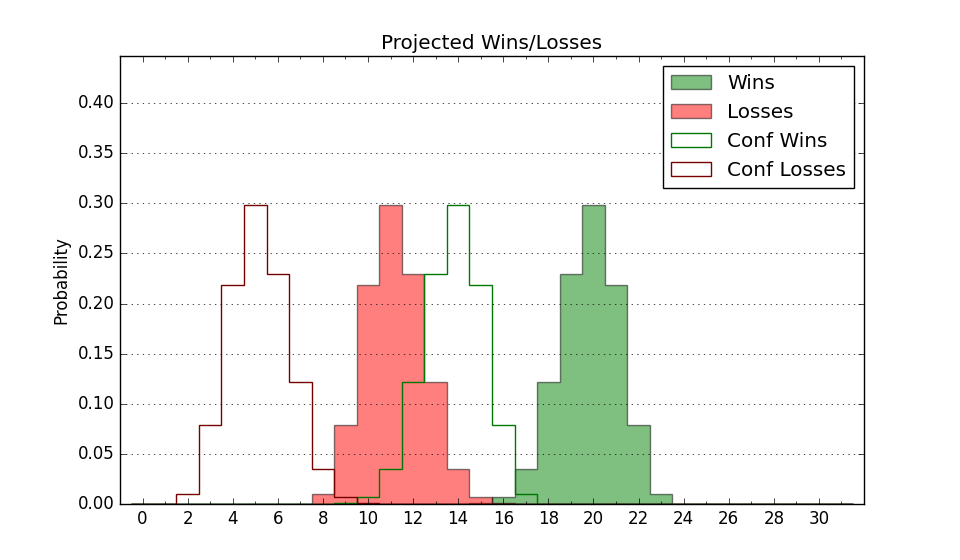 Projected Wins/Losses
Wins
Losses
Conf Wins
Conf Losses
Probability
0.40
0.35
0.30
0.25
0.20
0.15
0.10
0.05
0.00
0 2 4 6 8 10 12 14 16 18 20 22 24 26 28 30